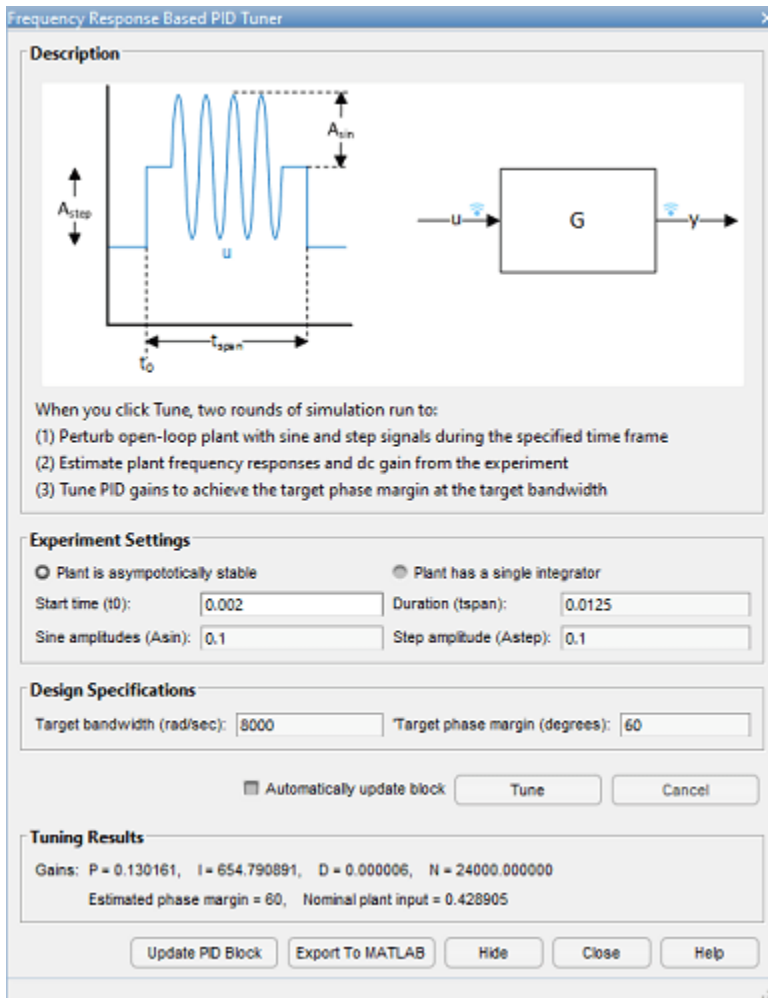 Frequency Response Based PID Tuner
Description
Asin
Astep
u
t0
tspan
u
G
y
When you click Tune, two rounds of simulation run to:
(1) Perturb open-loop plant with sine and step signals during the specified time frame
(2) Estimate plant frequency responses and dc gain from the experiment
(3) Tune PID gains to achieve the target phase margin at the target bandwidth
Experiment Settings
Plant is asympototically stable Plant has a single integrator
Start time (t0): 0.002 Duration (tspan): 0.0125
Sine amplitudes (Asin): 0.1 Step amplitude (Astep): 0.1
Design Specifications
Target bandwidth (rad/sec): 8000 'Target phase margin (degrees): 60
Automatically update block Tune Cancel
Tuning Results
Gains: P = 0.130161, I = 654.790891, D = 0.000006, N = 24000.000000
Estimated phase margin = 60, Nominal plant input = 0.428905
Update PID Block Export To MATLAB Hide Close Help